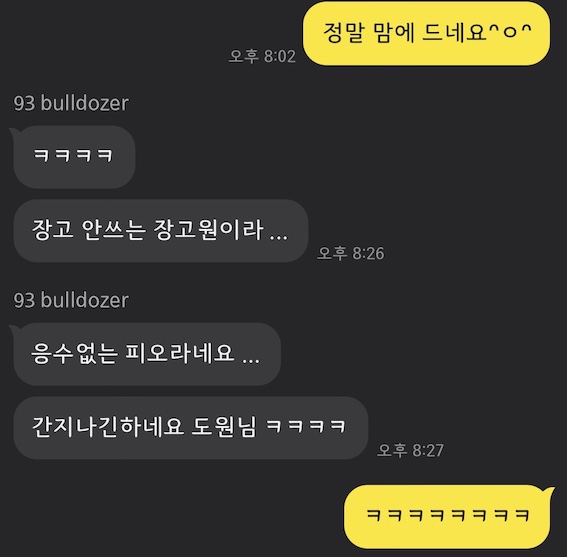 정말 맘에 드네요^ㅇ^
오후 8:02
93 bulldozer
ㅋㅋㅋㅋ
장고 안쓰는 장고원이라 ...
오후 8:26
93 bulldozer
응수없는 피오라네요 ...
간지나긴하네요 도원님 ㅋㅋㅋㅋ
오후 8:27
ㅋㅋㅋㅋㅋㅋㅋㅋ